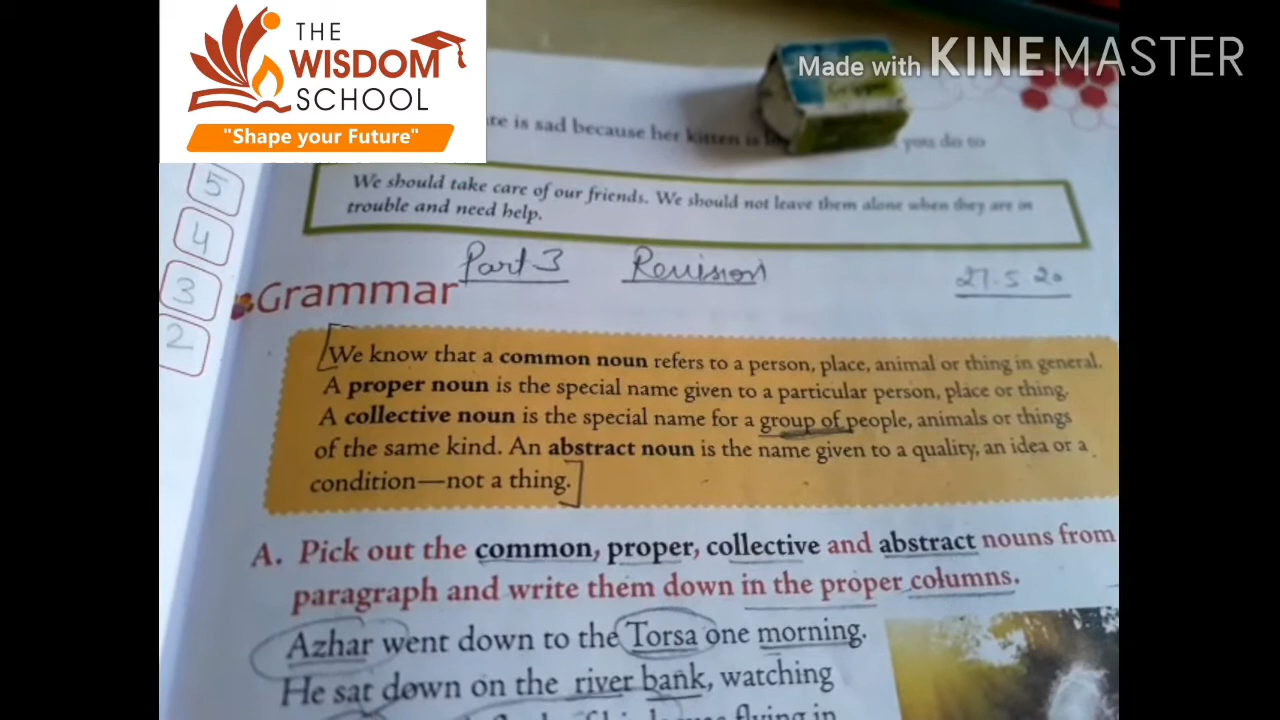 THE
WISDOM
SCHOOL
"Shape your Future"
Made with KINEMASTER
is sad because her kitten is you do to
We should take care of our friends. We should not leave them alone when they are in
trouble and need help.
5
4
3
2
Part 3 Revision 27.5 20
Grammar
We know that a common noun refers to a person, place, animal or thing in general.
A proper noun is the special name given to a particular person, place or thing.
A collective noun is the special name for a group of people, animals or things
of the same kind. An abstract noun is the name given to a quality, an idea or a
condition—not a thing.
A. Pick out the common, proper, collective and abstract nouns from
paragraph and write them down in the proper columns.
Azhar went down to the Torsa one morning.
He sat down on the river bank, watching
flying in